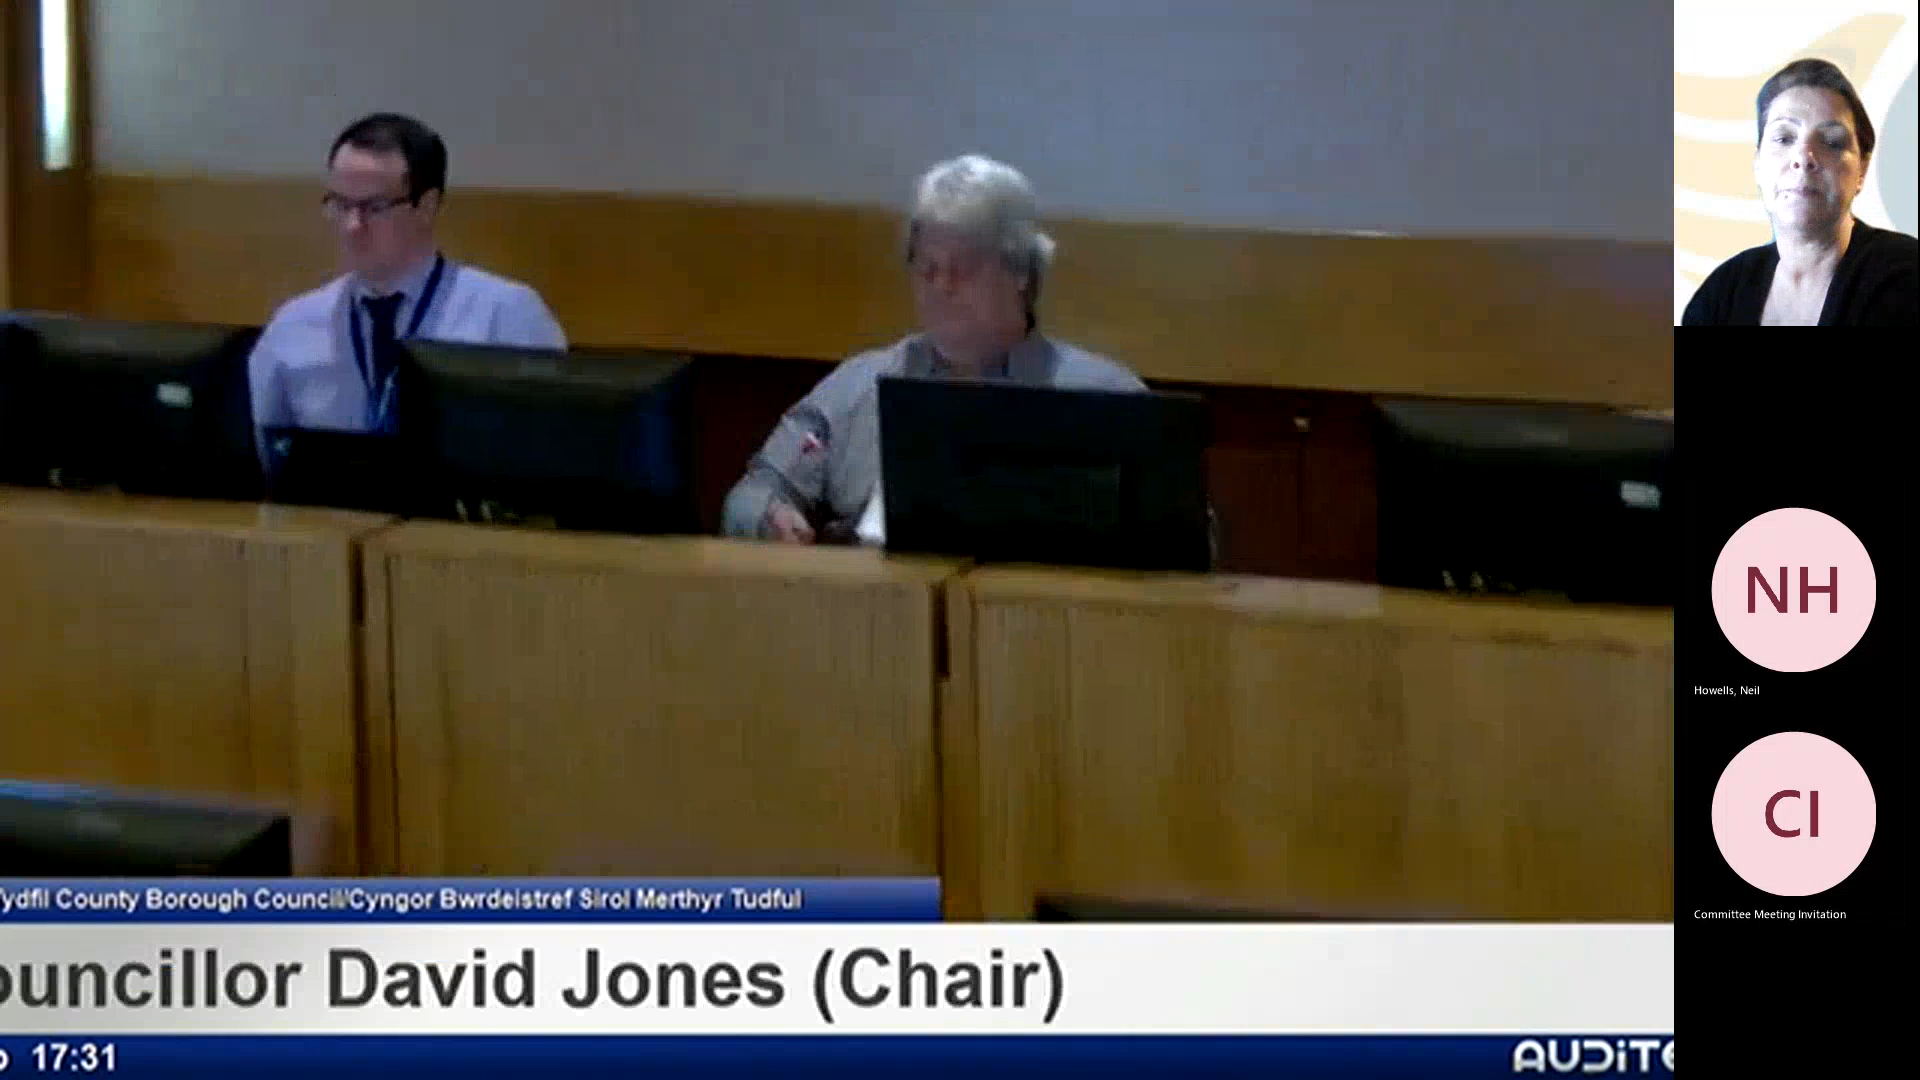 ydfil County Borough Council/Cyngor Bwrdeistref Sirol Merthyr Tudful
ouncillor David Jones (Chair)
17:31
AUDiTE
NH
Howells, Neil
CI
Committee Meeting Invitation